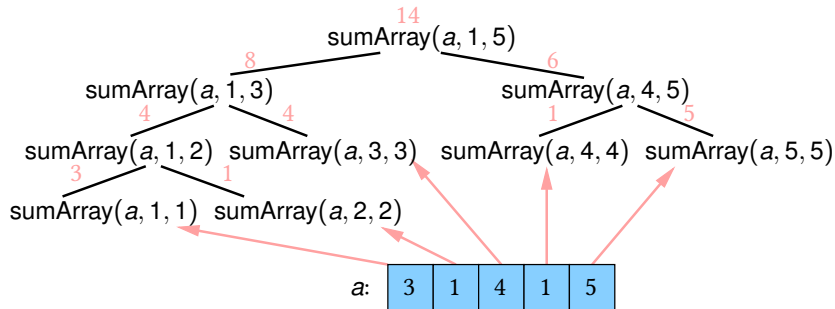 14
sumArray(a, 1, 5)
8 6
sumArray(a, 1, 3) sumArray(a, 4, 5)
4 4 1 5
sumArray(a, 1, 2) sumArray(a, 3, 3) sumArray(a, 4, 4) sumArray(a, 5, 5)
3 1
sumArray(a, 1, 1) sumArray(a, 2, 2)
a: 3 1 4 1 5